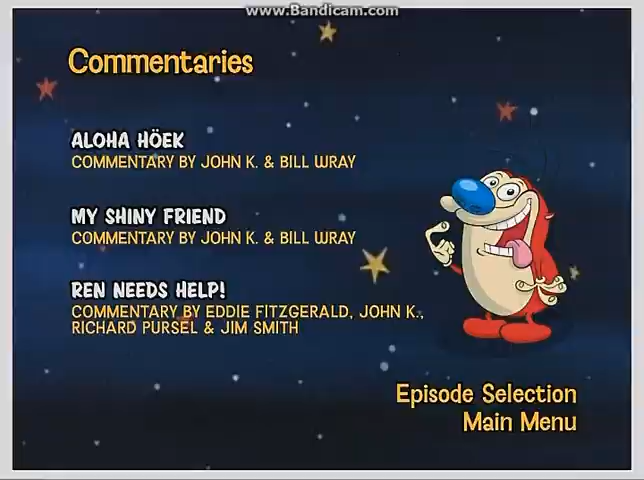 www.Bandicam.com
Commentaries
ALOHA HÖEK
COMMENTARY BY JOHN K. & BILL WRAY
MY SHINY FRIEND
COMMENTARY BY JOHN K. & BILL WRAY
REN NEEDS HELP!
COMMENTARY BY EDDIE FITZGERALD, JOHN K.,
RICHARD PURSEL & JIM SMITH
Episode Selection
Main Menu